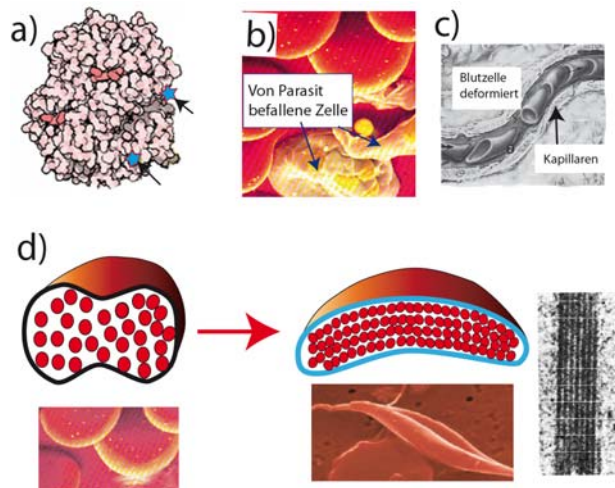 a)
b)
Von Parasit
befallene Zelle
c)
Blutzelle
deformiert
Kapillaren
d)